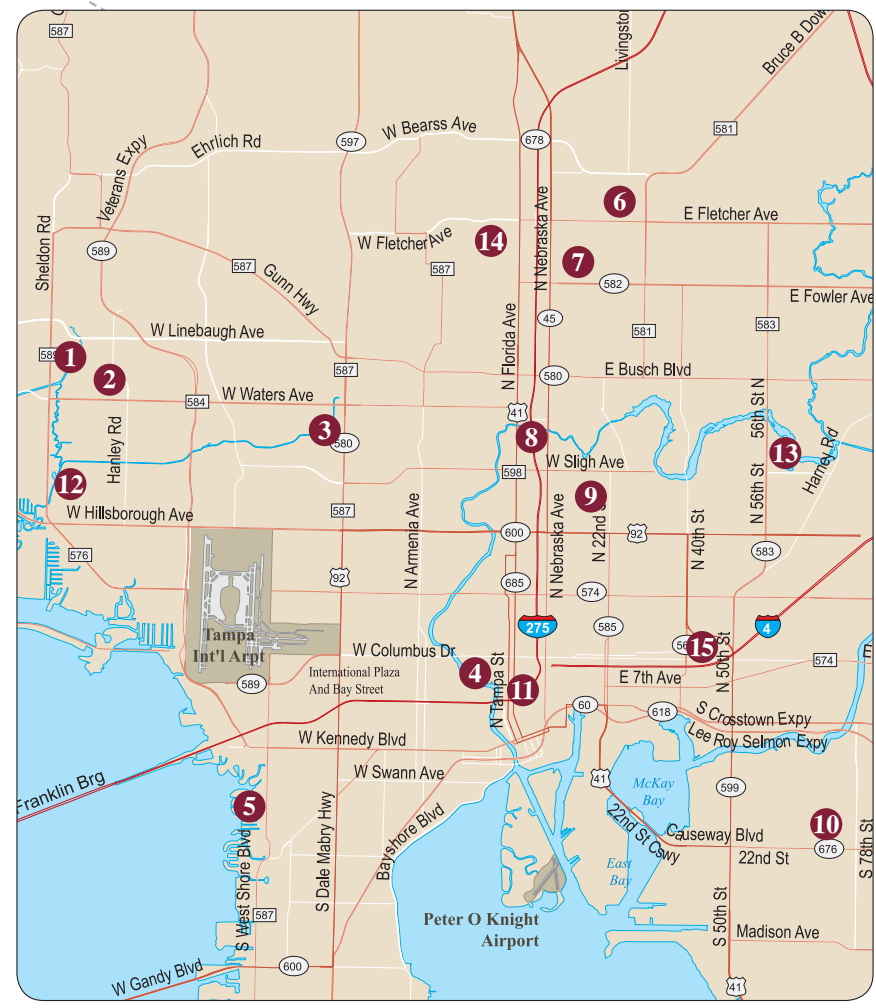 587
Livingston
Bruce B Dow
581
597
W Bearss Ave
678
Ehrlich Rd
Veterans Expy
6
E Fletcher Ave
Sheldon Rd
589
W Fletcher Ave
14
N Nebraska Ave
7
587
587
582
Gunn Hwy
E Fowler Ave
45
583
581
W Linebaugh Ave
N Florida Ave
1
587
580
E Busch Blvd
2
W Waters Ave
584
41
56th St N
Hanley Rd
3
580
8
13
Harney Rd
W Sligh Ave
598
12
9
N 56th St
W Hillsborough Ave
587
N Armenia Ave
N Nebraska Ave
N 22nd S
N 40th St
600
92
576
583
92
685
574
Tampa
Int'l Arpt
275
585
4
W Columbus Dr
15
N 50th St
574
E
International Plaza
And Bay Street
589
4
N Tampa St
11
E 7th Ave
60
618
S Crosstown Expy
Lee Roy Selmon Expy
W Kennedy Blvd
W Swann Ave
Franklin Brg
41
McKay
Bay
599
5
S Dale Mabry Hwy
Bayshore Blvd
22nd St Cswy
Causeway Blvd
10
676
22nd St
S 78th St
East
Bay
S West Shore Blvd
587
Peter O Knight
Airport
S 50th St
Madison Ave
W Gandy Blvd
600
41